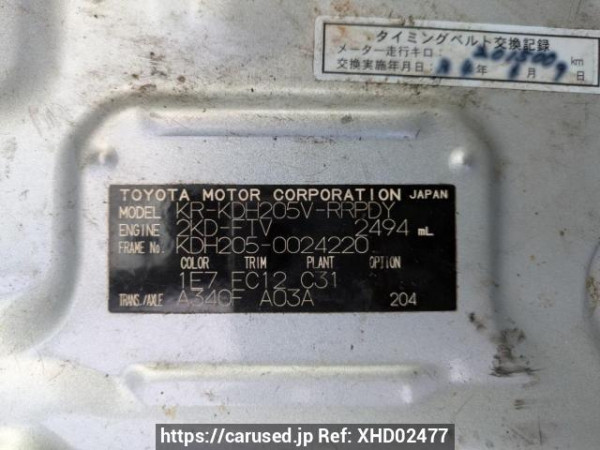 タイミングベルト交換記録
メーター走行キロ: 201500 km
交換実施年月日: 年 月 9 日
TOYOTA MOTOR CORPORATION JAPAN
MODEL KR-KDH205V-RRPDY
ENGINE 2KD-FTV 2494 mL
FRAME No. KDH205-0024220
COLOR TRIM PLANT OPTION
1E7 FC12 C31
TRANS./AXLE A340F A03A 204
https://carused.jp Ref: XHD02477